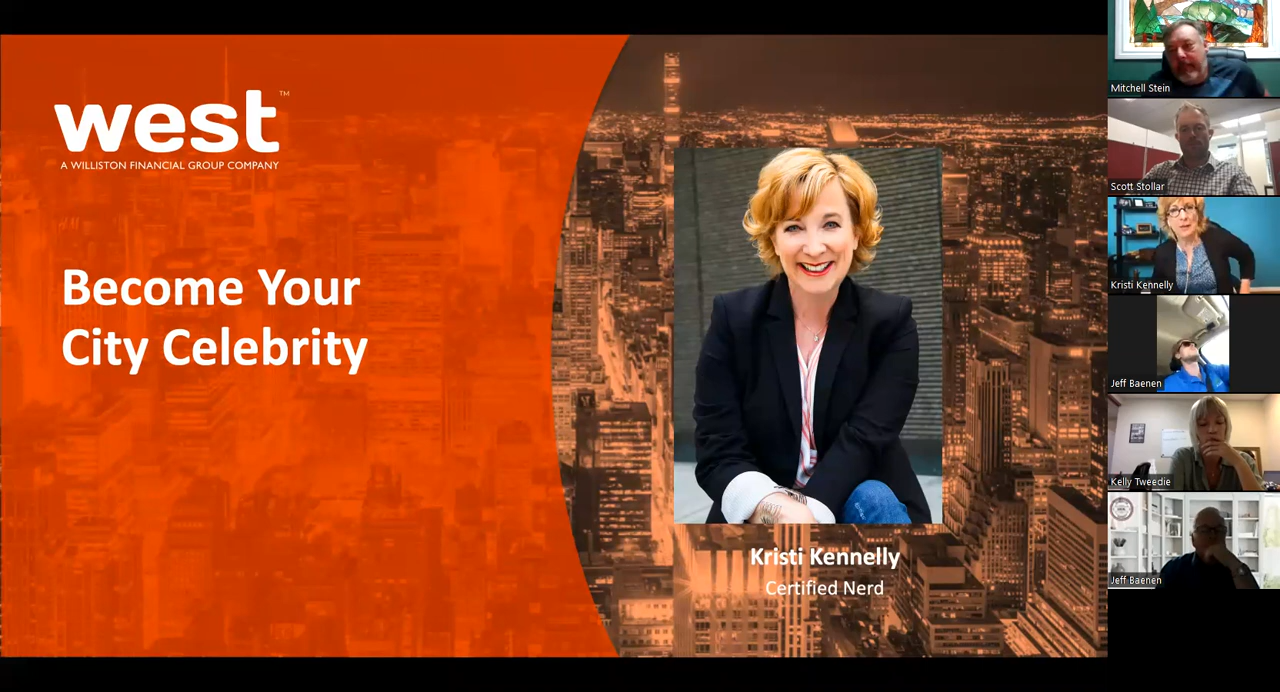 west™
A WILLISTON FINANCIAL GROUP COMPANY
Become Your
City Celebrity
Kristi Kennelly
Certified Nerd
Mitchell Stein
Scott Stollar
Kristi Kennelly
Jeff Baenen
Kelly Tweedie
Jeff Baenen